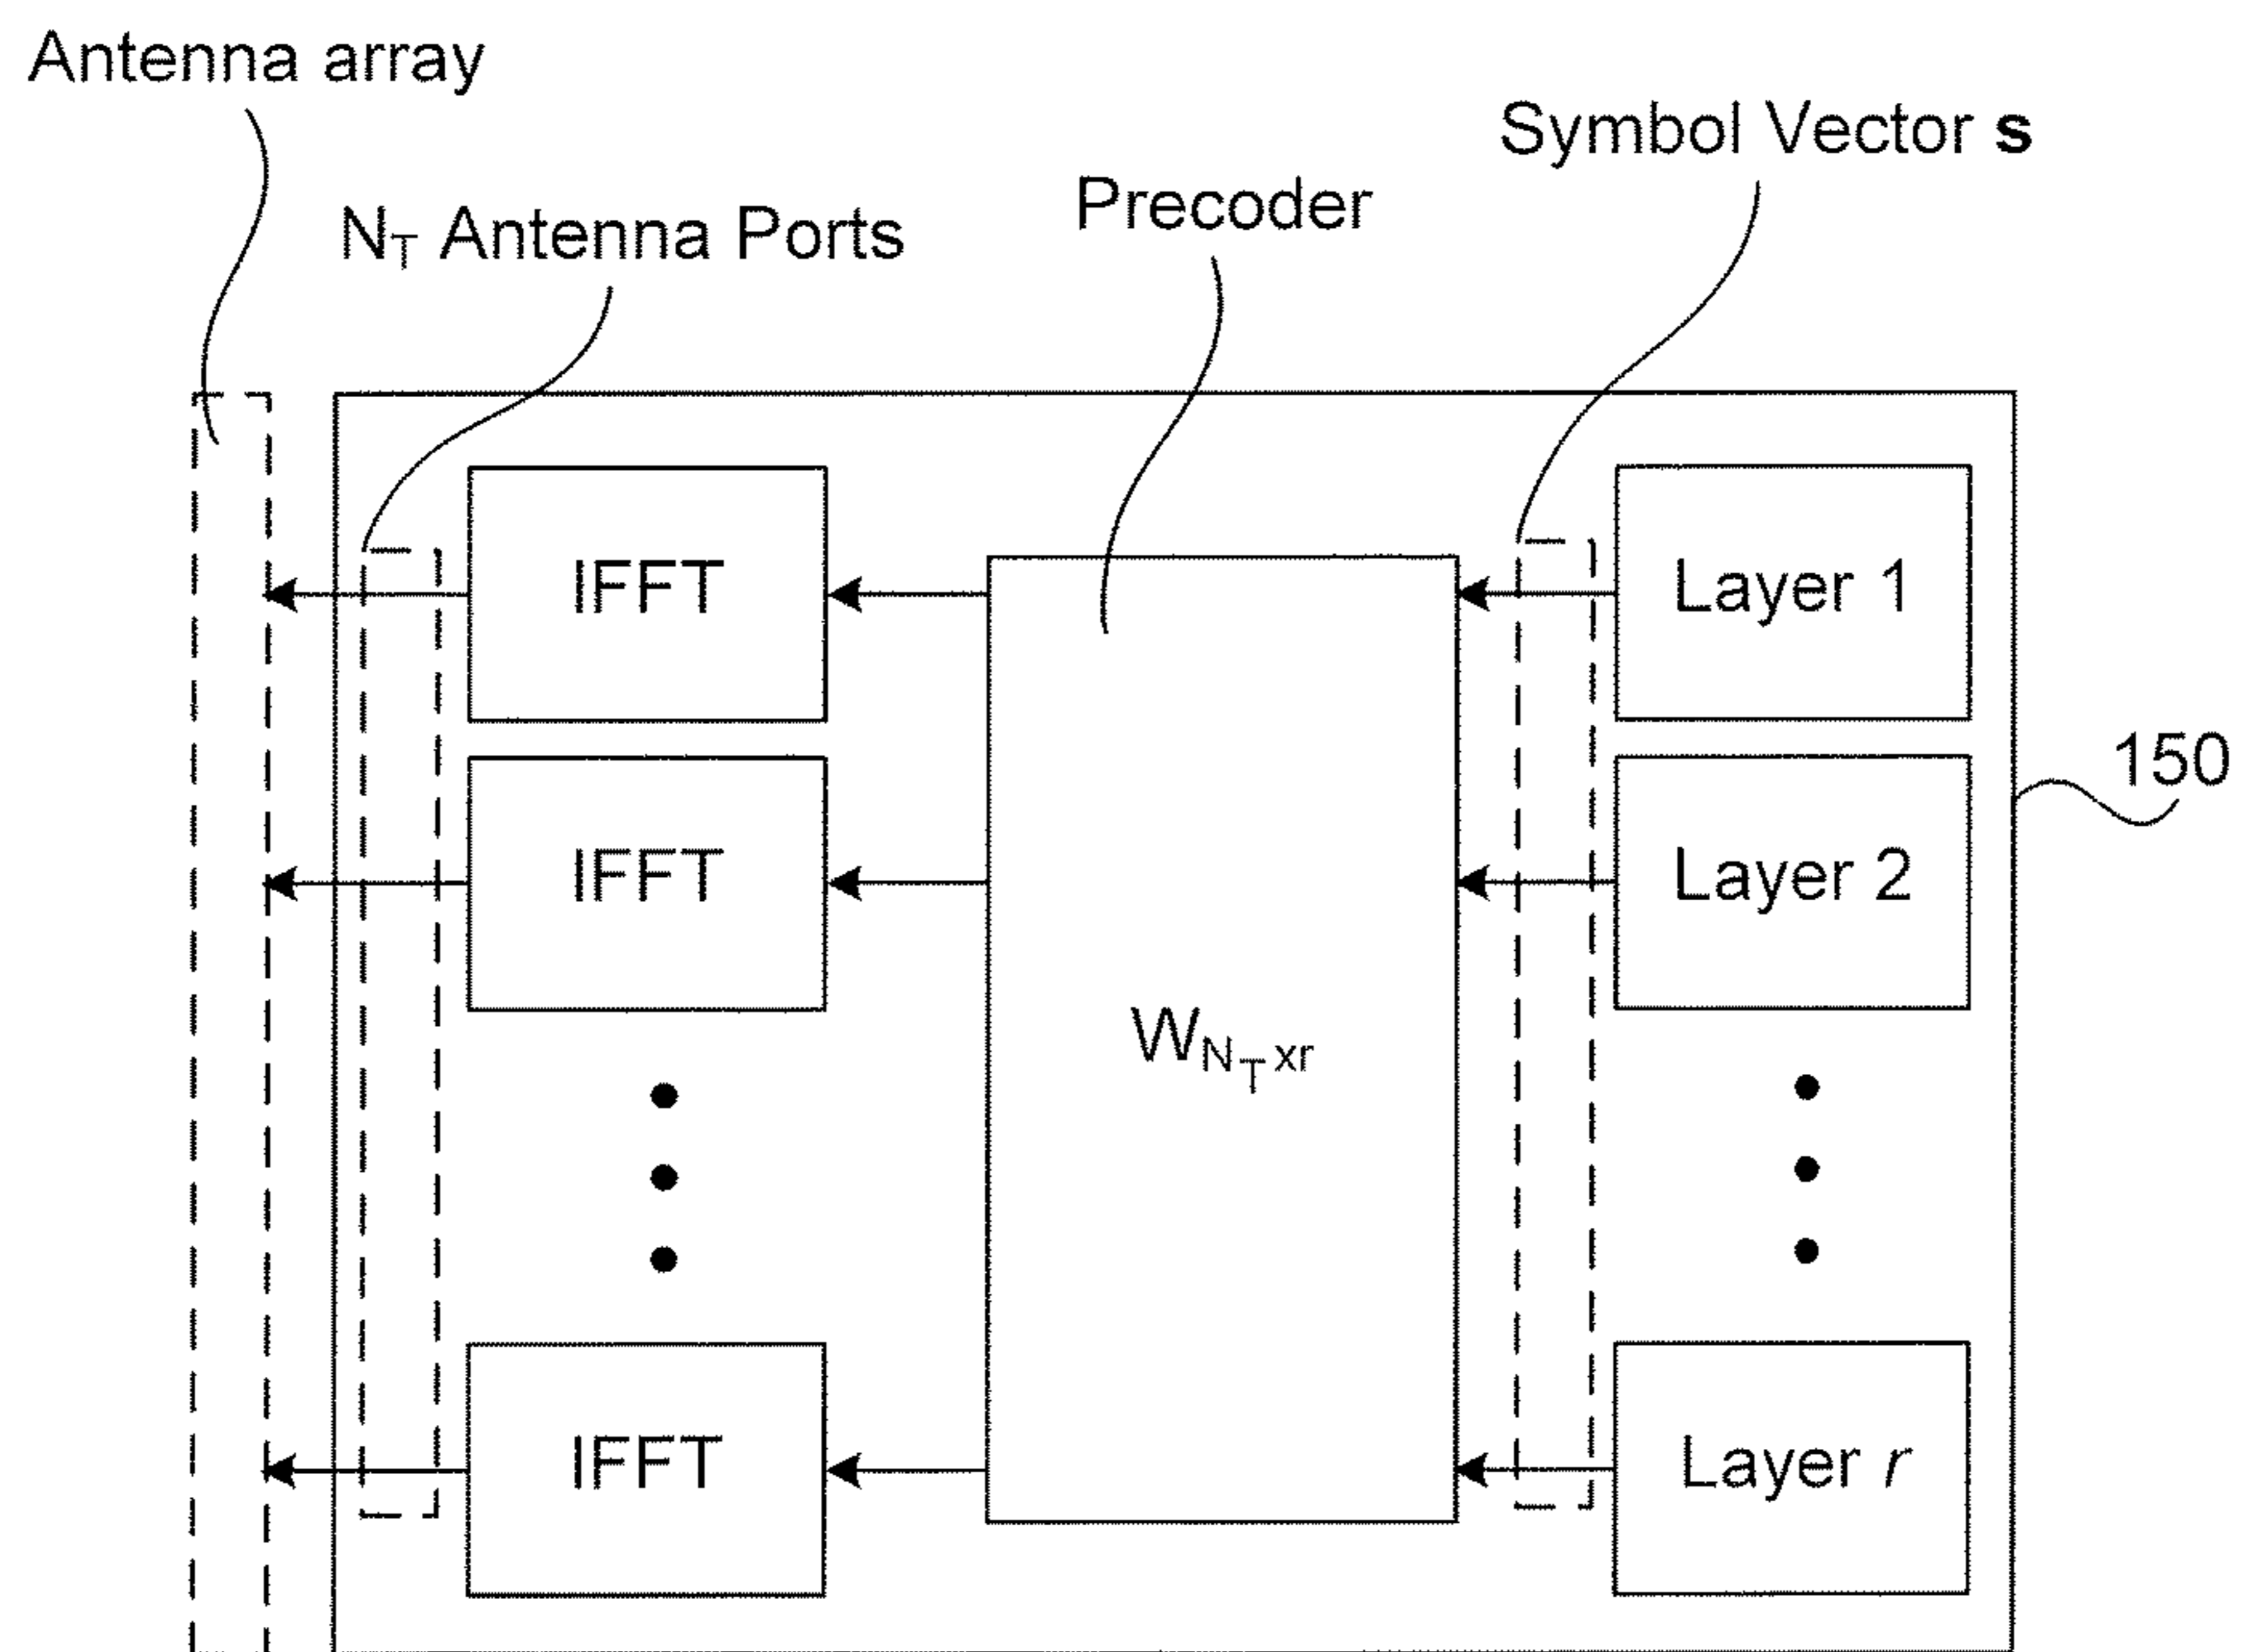 Antenna array
Symbol Vector s
Precoder
N_T Antenna Ports
IFFT
Layer 1
150
IFFT
Layer 2
W_{N_T xr}
IFFT
Layer r